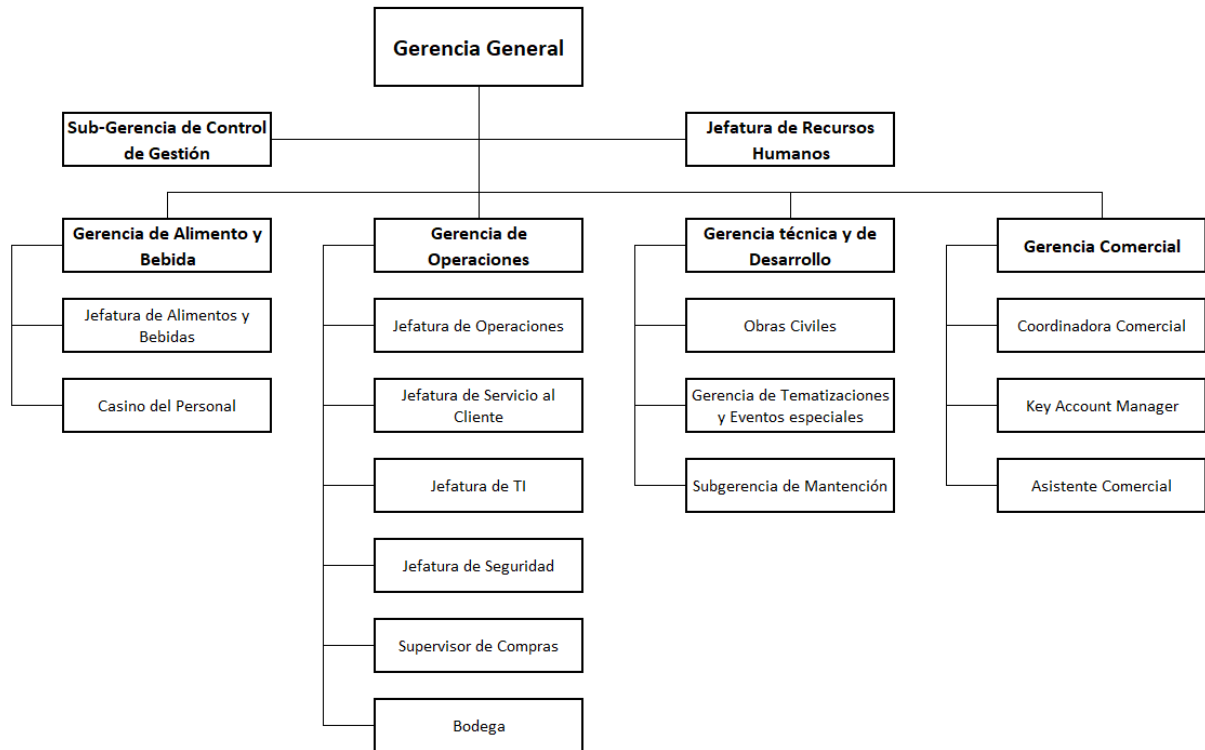 Gerencia General
Sub-Gerencia de Control
de Gestión
Jefatura de Recursos
Humanos
Gerencia de Alimento y
Bebida
Gerencia de
Operaciones
Gerencia técnica y de
Desarrollo
Gerencia Comercial
Jefatura de Alimentos y
Bebidas
Jefatura de Operaciones
Obras Civiles
Coordinadora Comercial
Casino del Personal
Jefatura de Servicio al
Cliente
Gerencia de Tematizaciones
y Eventos especiales
Key Account Manager
Jefatura de TI
Subgerencia de Mantención
Asistente Comercial
Jefatura de Seguridad
Supervisor de Compras
Bodega